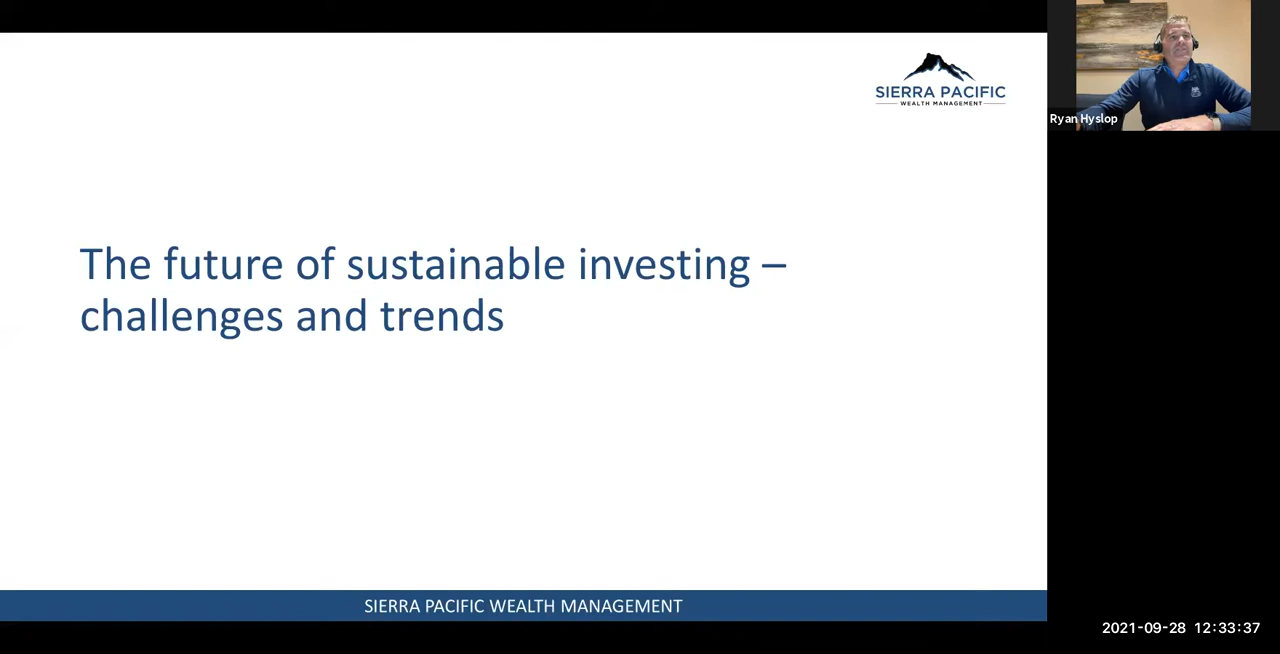 SIERRA PACIFIC
WEALTH MANAGEMENT
Ryan Hyslop
The future of sustainable investing –
challenges and trends
SIERRA PACIFIC WEALTH MANAGEMENT
2021-09-28 12:33:37